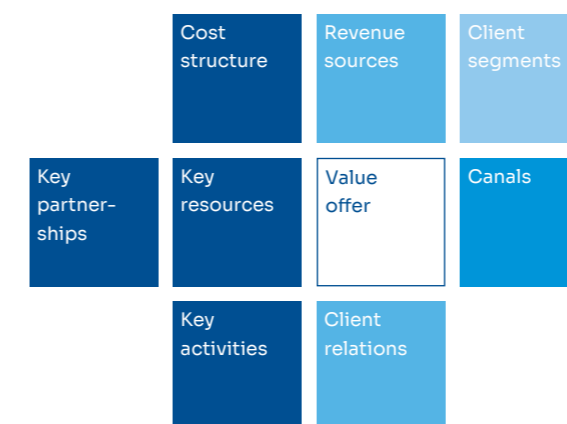 Cost
structure
Revenue
sources
Client
segments
Key
partner-
ships
Key
resources
Value
offer
Canals
Key
activities
Client
relations